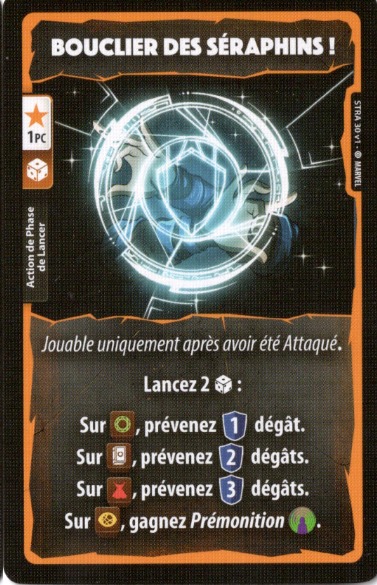 BOUCLIER DES SÉRAPHINS !
1PC
Action de Phase
de Lancer
STRA 30 v1 - © MARVEL
Jouable uniquement après avoir été Attaqué.
Lancez 2 :
Sur , prévenez 1 dégât.
Sur , prévenez 2 dégâts.
Sur , prévenez 3 dégâts.
Sur , gagnez Prémonition .